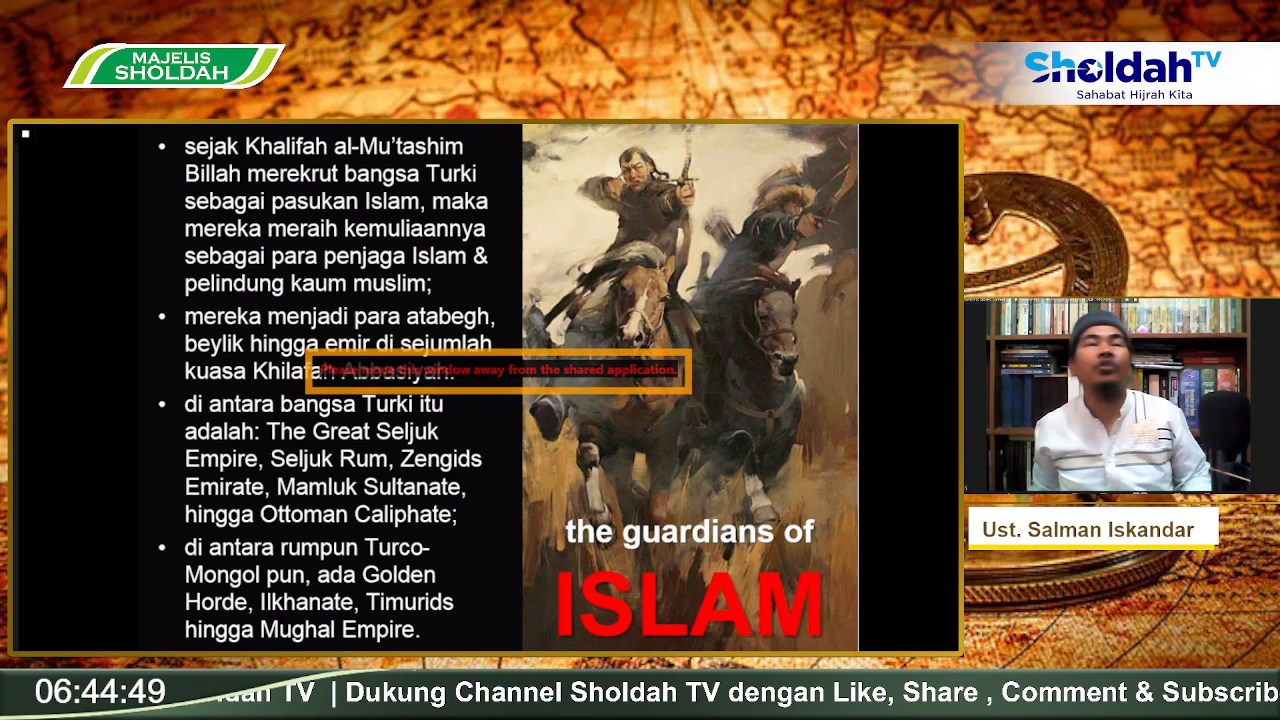 MAJELIS
SHOLDAH
Sholdah TV
Sahabat Hijrah Kita
• sejak Khalifah al-Mu'tashim
Billah merekrut bangsa Turki
sebagai pasukan Islam, maka
mereka meraih kemuliaannya
sebagai para penjaga Islam &
pelindung kaum muslim;
• mereka menjadi para atabegh,
beylik hingga emir di sejumlah
kuasa Khilafah Abbasiyah.
Please move this window away from the shared application.
• di antara bangsa Turki itu
adalah: The Great Seljuk
Empire, Seljuk Rum, Zengids
Emirate, Mamluk Sultanate,
hingga Ottoman Caliphate;
• di antara rumpun Turco-
Mongol pun, ada Golden
Horde, Ilkhanate, Timurids
hingga Mughal Empire.
the guardians of
ISLAM
Ust. Salman Iskandar
06:44:49
ldah TV | Dukung Channel Sholdah TV dengan Like, Share , Comment & Subscrib